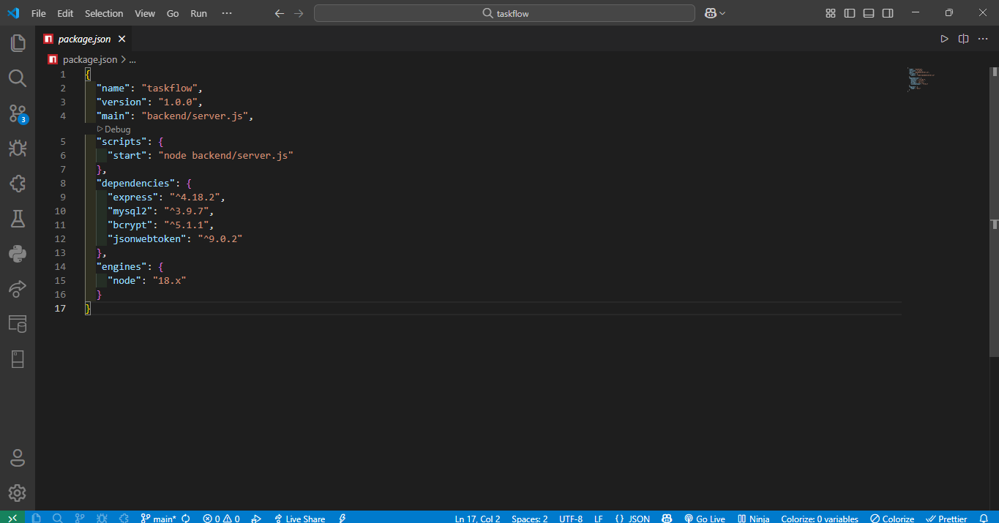 File Edit Selection View Go Run ... taskflow
package.json
package.json > ...
1 {
2 "name": "taskflow",
3 "version": "1.0.0",
4 "main": "backend/server.js",
Debug
5 "scripts": {
6 "start": "node backend/server.js"
7 },
8 "dependencies": {
9 "express": "^4.18.2",
10 "mysql2": "^3.9.7",
11 "bcrypt": "^5.1.1",
12 "jsonwebtoken": "^9.0.2"
13 },
14 "engines": {
15 "node": "18.x"
16 }
17 }
3
main* 0 0 Live Share Ln 17, Col 2 Spaces: 2 UTF-8 LF {} JSON Go Live Ninja Colorize: 0 variables Colorize Prettier